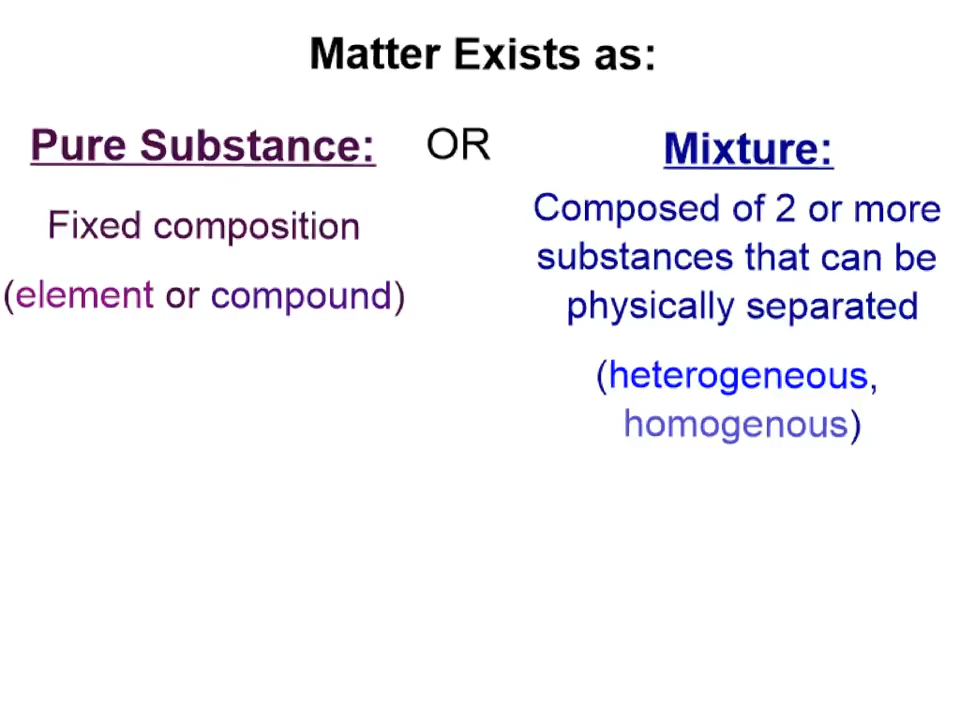 Matter Exists as:
Pure Substance:
Fixed composition
(element or compound)
OR
Mixture:
Composed of 2 or more
substances that can be
physically separated
(heterogeneous,
homogenous)